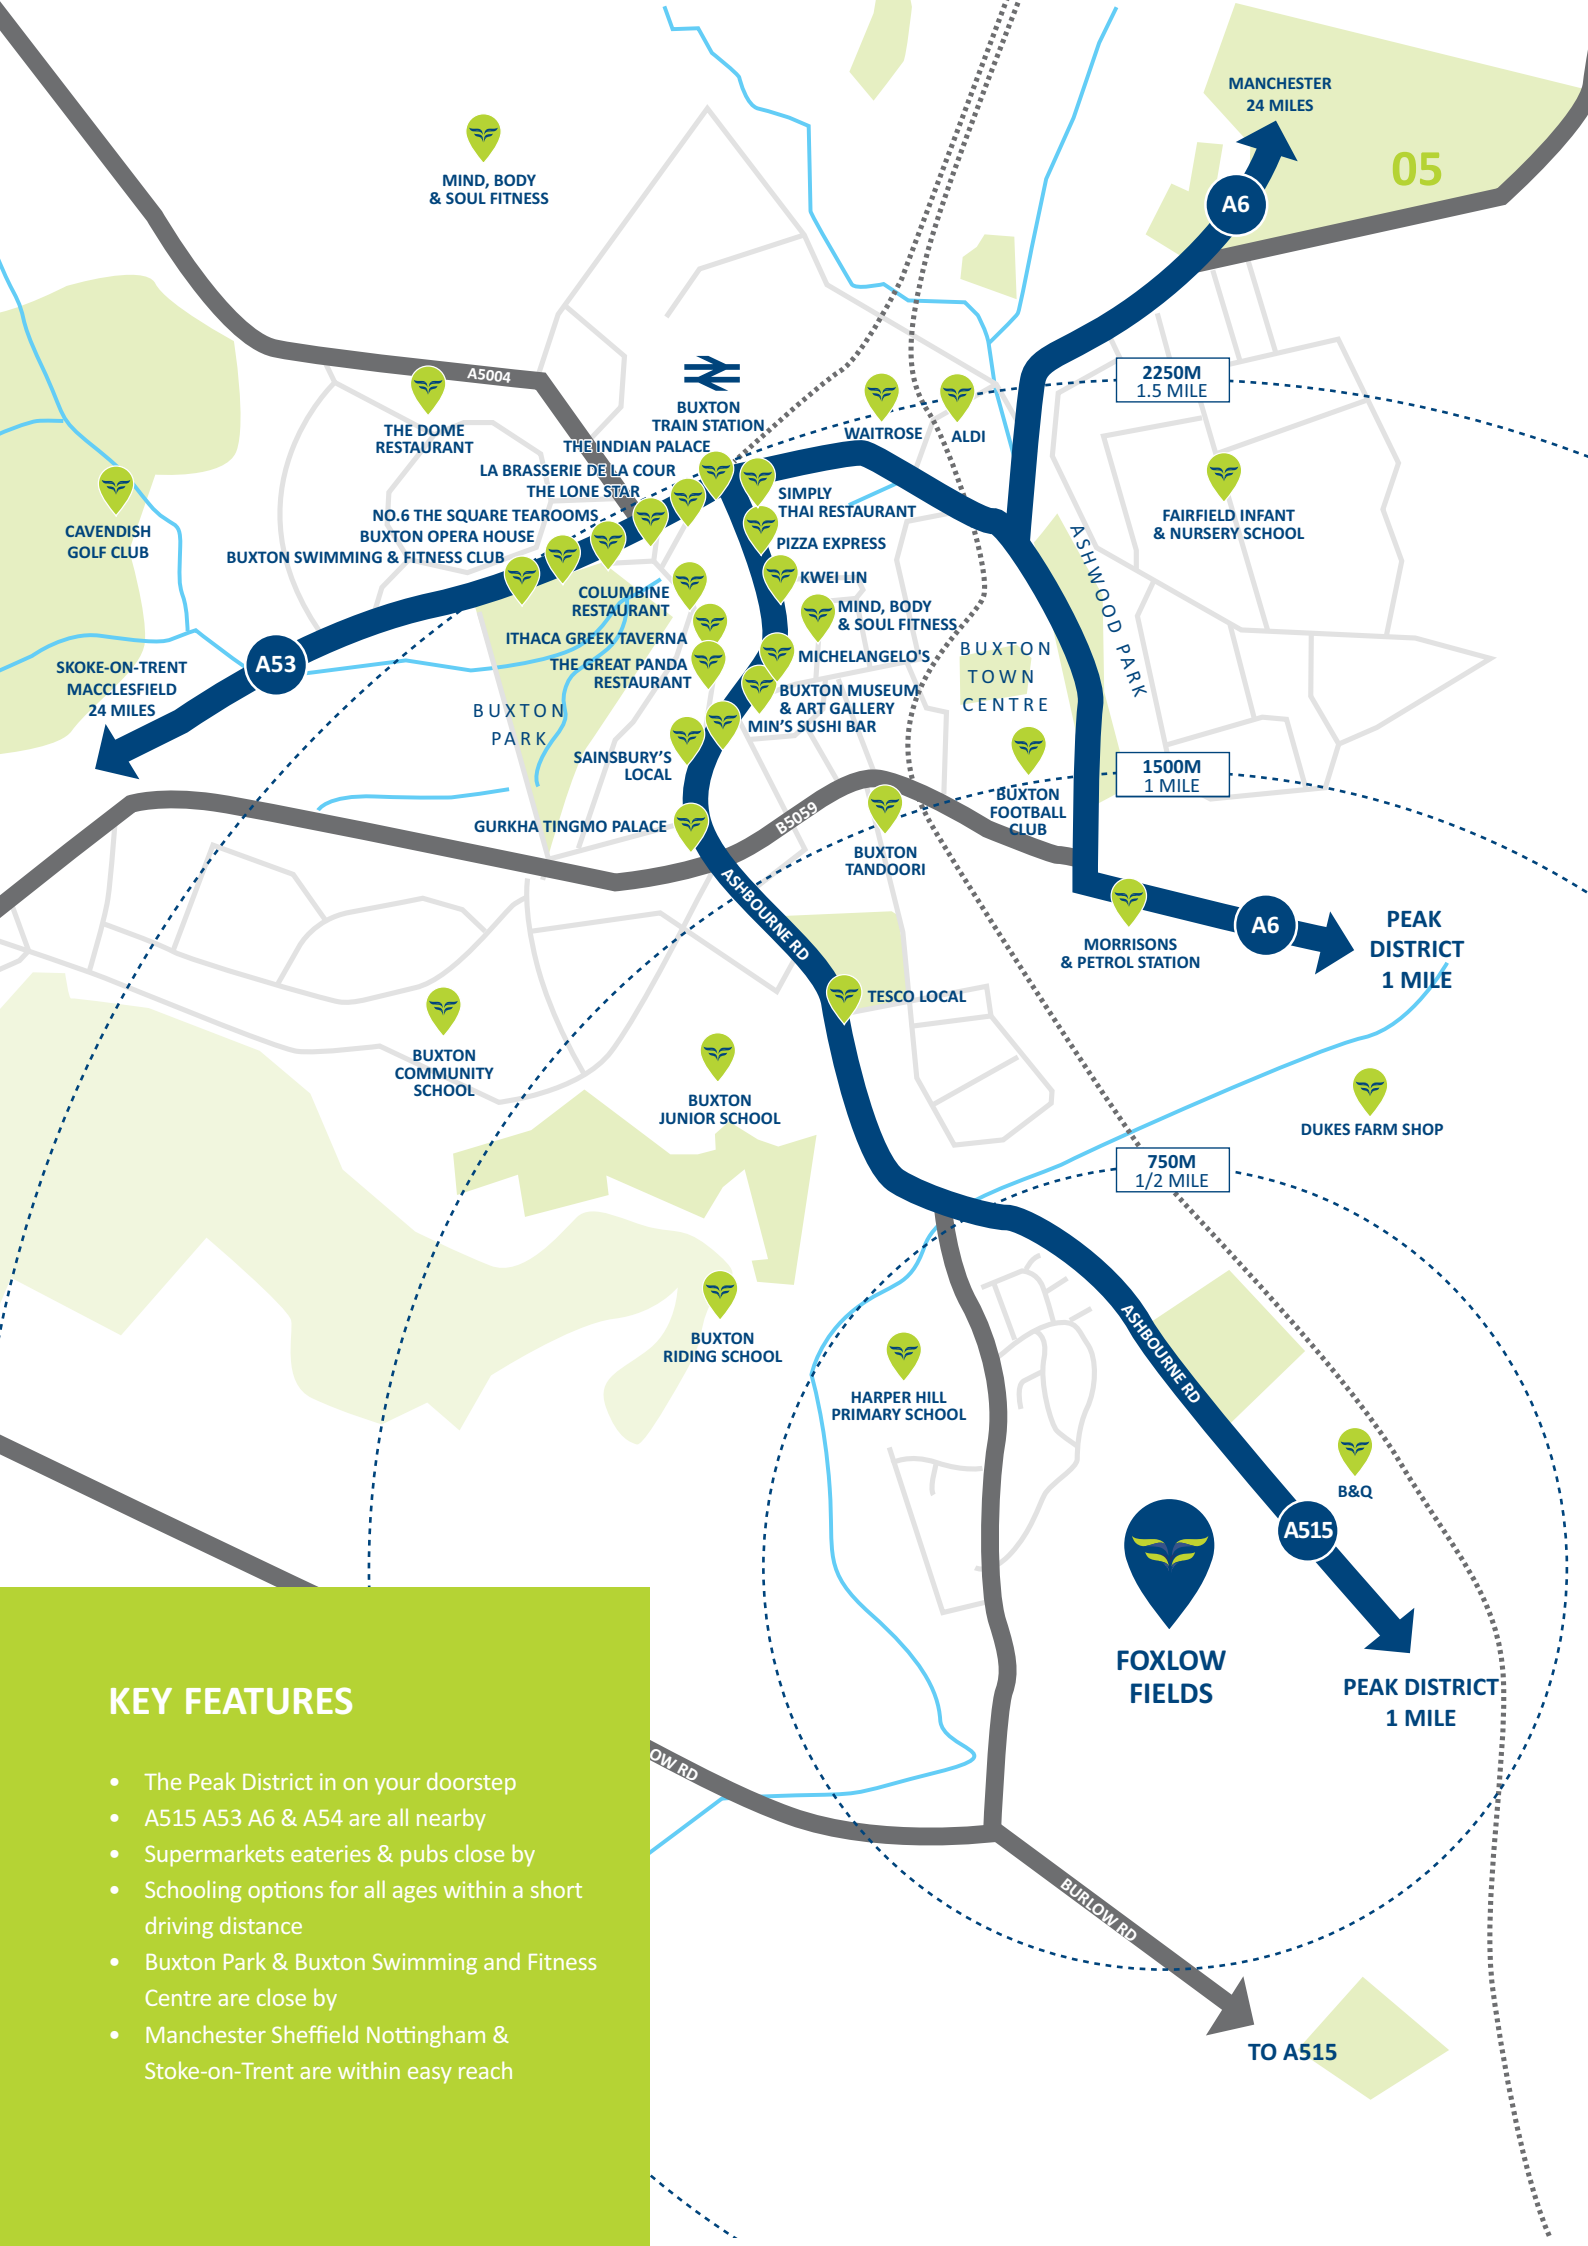 MANCHESTER
24 MILES
05
A6
MIND, BODY
& SOUL FITNESS
A5004
2250M
1.5 MILE
BUXTON
TRAIN STATION
THE DOME
RESTAURANT
WAITROSE
ALDI
THE INDIAN PALACE
LA BRASSERIE DE LA COUR
THE LONE STAR
NO.6 THE SQUARE TEAROOMS
BUXTON OPERA HOUSE
BUXTON SWIMMING & FITNESS CLUB
SIMPLY
THAI RESTAURANT
PIZZA EXPRESS
KWEI LIN
CAVENDISH
GOLF CLUB
FAIRFIELD INFANT
& NURSERY SCHOOL
ASHWOOD PARK
COLUMBINE
RESTAURANT
MIND, BODY
& SOUL FITNESS
ITHACA GREEK TAVERNA
THE GREAT PANDA
RESTAURANT
MICHELANGELO'S
BUXTON
TOWN
CENTRE
A53
SKOKE-ON-TRENT
MACCLESFIELD
24 MILES
BUXTON MUSEUM
& ART GALLERY
MIN'S SUSHI BAR
BUXTON
PARK
SAINSBURY'S
LOCAL
1500M
1 MILE
BUXTON
FOOTBALL
CLUB
GURKHA TINGMO PALACE
B5059
BUXTON
TANDOORI
ASHBOURNE RD
A6
PEAK
DISTRICT
1 MILE
MORRISONS
& PETROL STATION
TESCO LOCAL
BUXTON
COMMUNITY
SCHOOL
BUXTON
JUNIOR SCHOOL
DUKES FARM SHOP
750M
1/2 MILE
BUXTON
RIDING SCHOOL
HARPER HILL
PRIMARY SCHOOL
ASHBOURNE RD
B&Q
A515
FOXLOW
FIELDS
PEAK DISTRICT
1 MILE
OW RD
BURLOW RD
TO A515
KEY FEATURES
• The Peak District in on your doorstep
• A515 A53 A6 & A54 are all nearby
• Supermarkets eateries & pubs close by
• Schooling options for all ages within a short
driving distance
• Buxton Park & Buxton Swimming and Fitness
Centre are close by
• Manchester Sheffield Nottingham &
Stoke-on-Trent are within easy reach